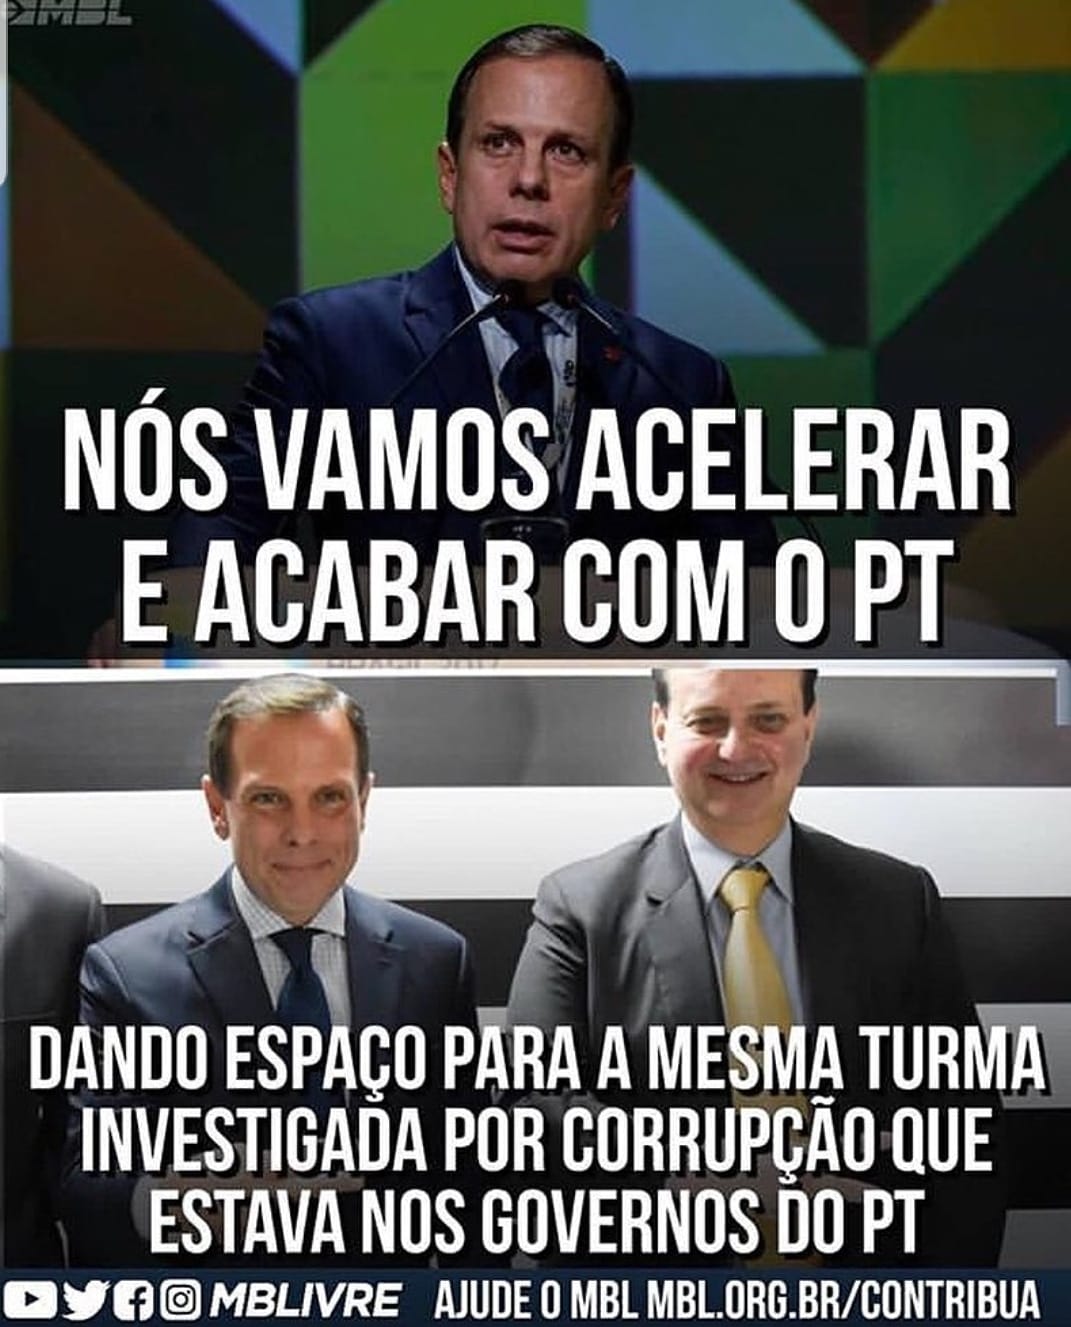 MBL
NÓS VAMOS ACELERAR
E ACABAR COM O PT
DANDO ESPAÇO PARA A MESMA TURMA
INVESTIGADA POR CORRUPÇÃO QUE
ESTAVA NOS GOVERNOS DO PT
MBLIVRE AJUDE O MBL MBL.ORG.BR/CONTRIBUA